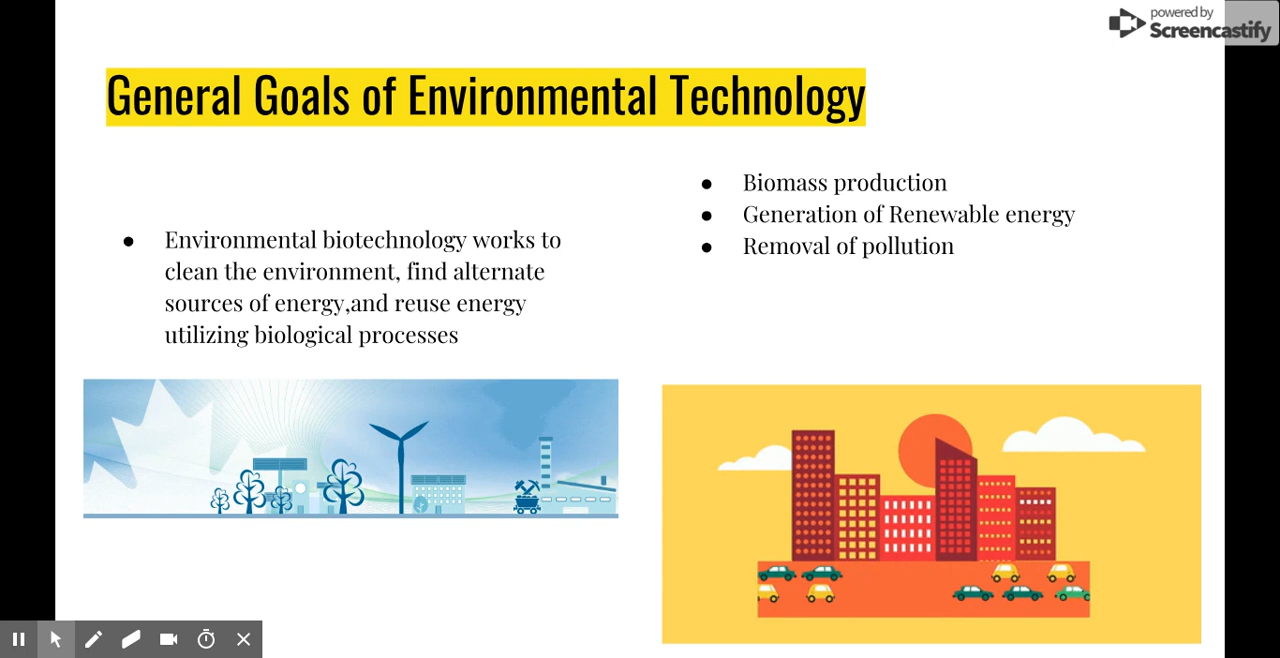 powered by
Screencastify
General Goals of Environmental Technology
● Environmental biotechnology works to
clean the environment, find alternate
sources of energy,and reuse energy
utilizing biological processes
● Biomass production
● Generation of Renewable energy
● Removal of pollution